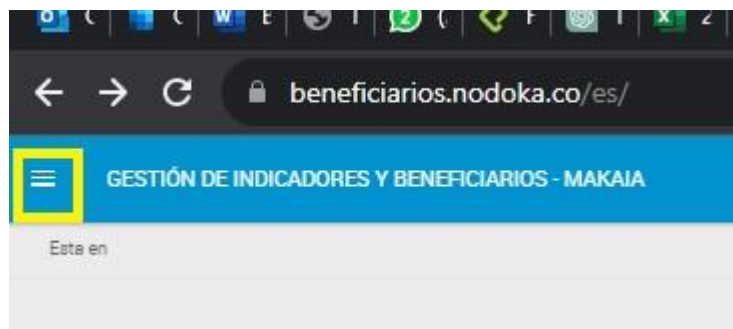 beneficiarios.nodoka.co/es/
GESTIÓN DE INDICADORES Y BENEFICIARIOS - MAKAIA
Esta en